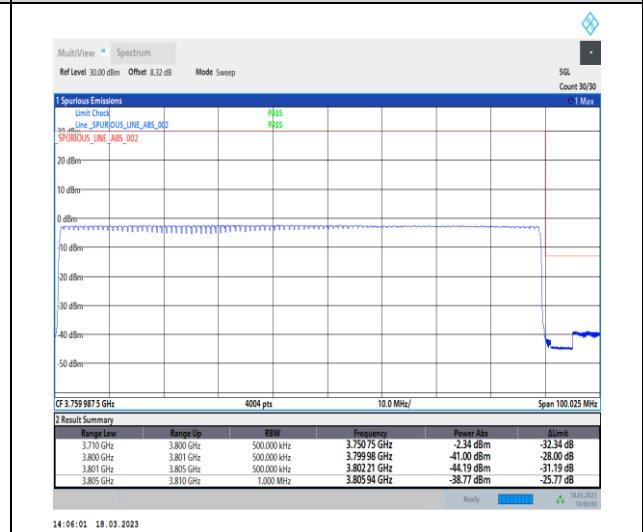 MultiView Spectrum
Ref Level 30.00 dBm Offset 8.32 dB Mode Sweep SGL
Count 30/30
1 Spurious Emissions 1 Max
Limit Check PASS
Line _SPURIOUS_LINE_ABS_002 PASS
_SPURIOUS_LINE_ABS_002
20 dBm
10 dBm
0 dBm
-10 dBm
-20 dBm
-30 dBm
-40 dBm
-50 dBm
CF 3.759 987 5 GHz 4004 pts 10.0 MHz/ Span 100.025 MHz
2 Result Summary
Range Low Range Up RBW Frequency Power Abs ΔLimit
3.710 GHz 3.800 GHz 500.000 kHz 3.750 75 GHz -2.34 dBm -32.34 dB
3.800 GHz 3.801 GHz 500.000 kHz 3.799 98 GHz -41.00 dBm -28.00 dB
3.801 GHz 3.805 GHz 500.000 kHz 3.802 21 GHz -44.19 dBm -31.19 dB
3.805 GHz 3.810 GHz 1.000 MHz 3.805 94 GHz -38.77 dBm -25.77 dB
Ready 18.03.2023
14:06:00
14:06:01 18.03.2023